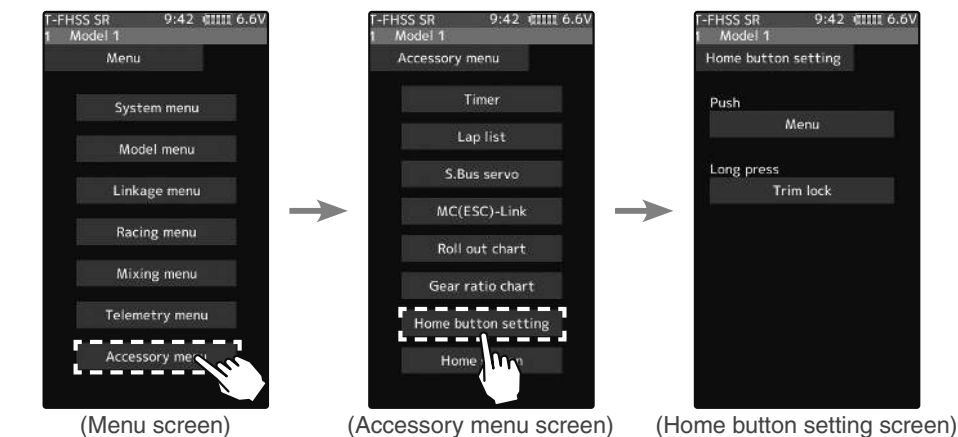 T-FHSS SR 9:42 6.6V
1 Model 1
Menu
System menu
Model menu
Linkage menu
Racing menu
Mixing menu
Telemetry menu
Accessory menu
(Menu screen)
T-FHSS SR 9:42 6.6V
1 Model 1
Accessory menu
Timer
Lap list
S.Bus servo
MC(ESC)-Link
Roll out chart
Gear ratio chart
Home button setting
Home
(Accessory menu screen)
T-FHSS SR 9:42 6.6V
1 Model 1
Home button setting
Push
Menu
Long press
Trim lock
(Home button setting screen)